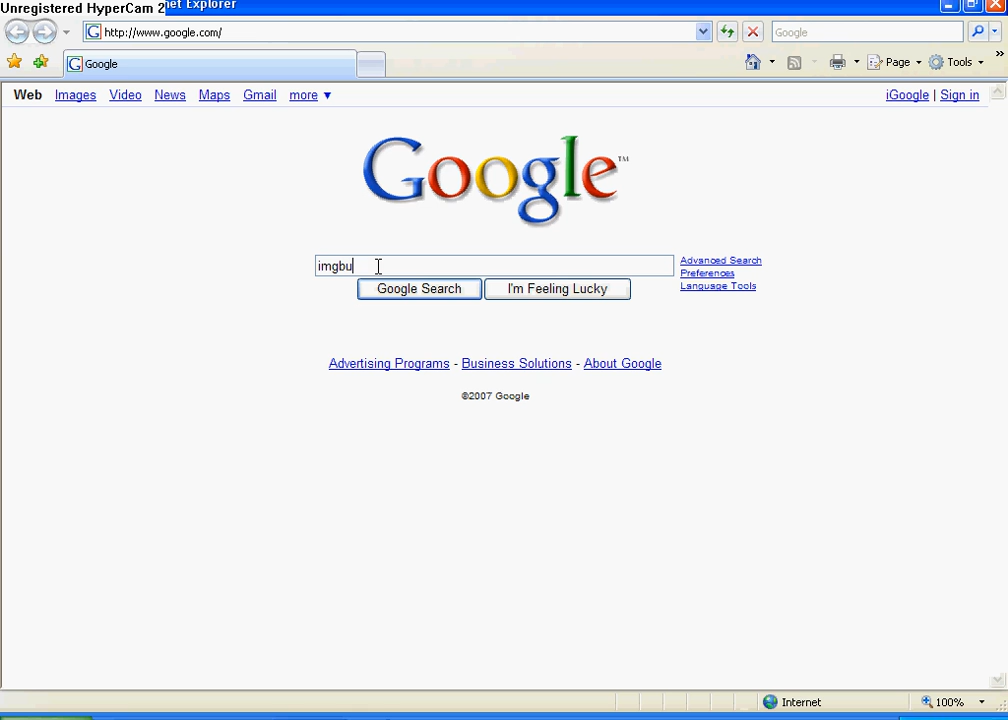 Unregistered HyperCam 2
net Explorer
http://www.google.com/
Google
Google
Page
Tools
Web Images Video News Maps Gmail more ▼
iGoogle | Sign in
Google™
imgbu
Advanced Search
Preferences
Language Tools
Google Search
I'm Feeling Lucky
Advertising Programs - Business Solutions - About Google
©2007 Google
Internet
100%